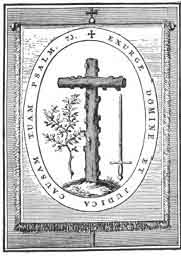 ✠ EXURGE DOMINE ET JUDICA CAUSAM TUAM PSALM. 73.